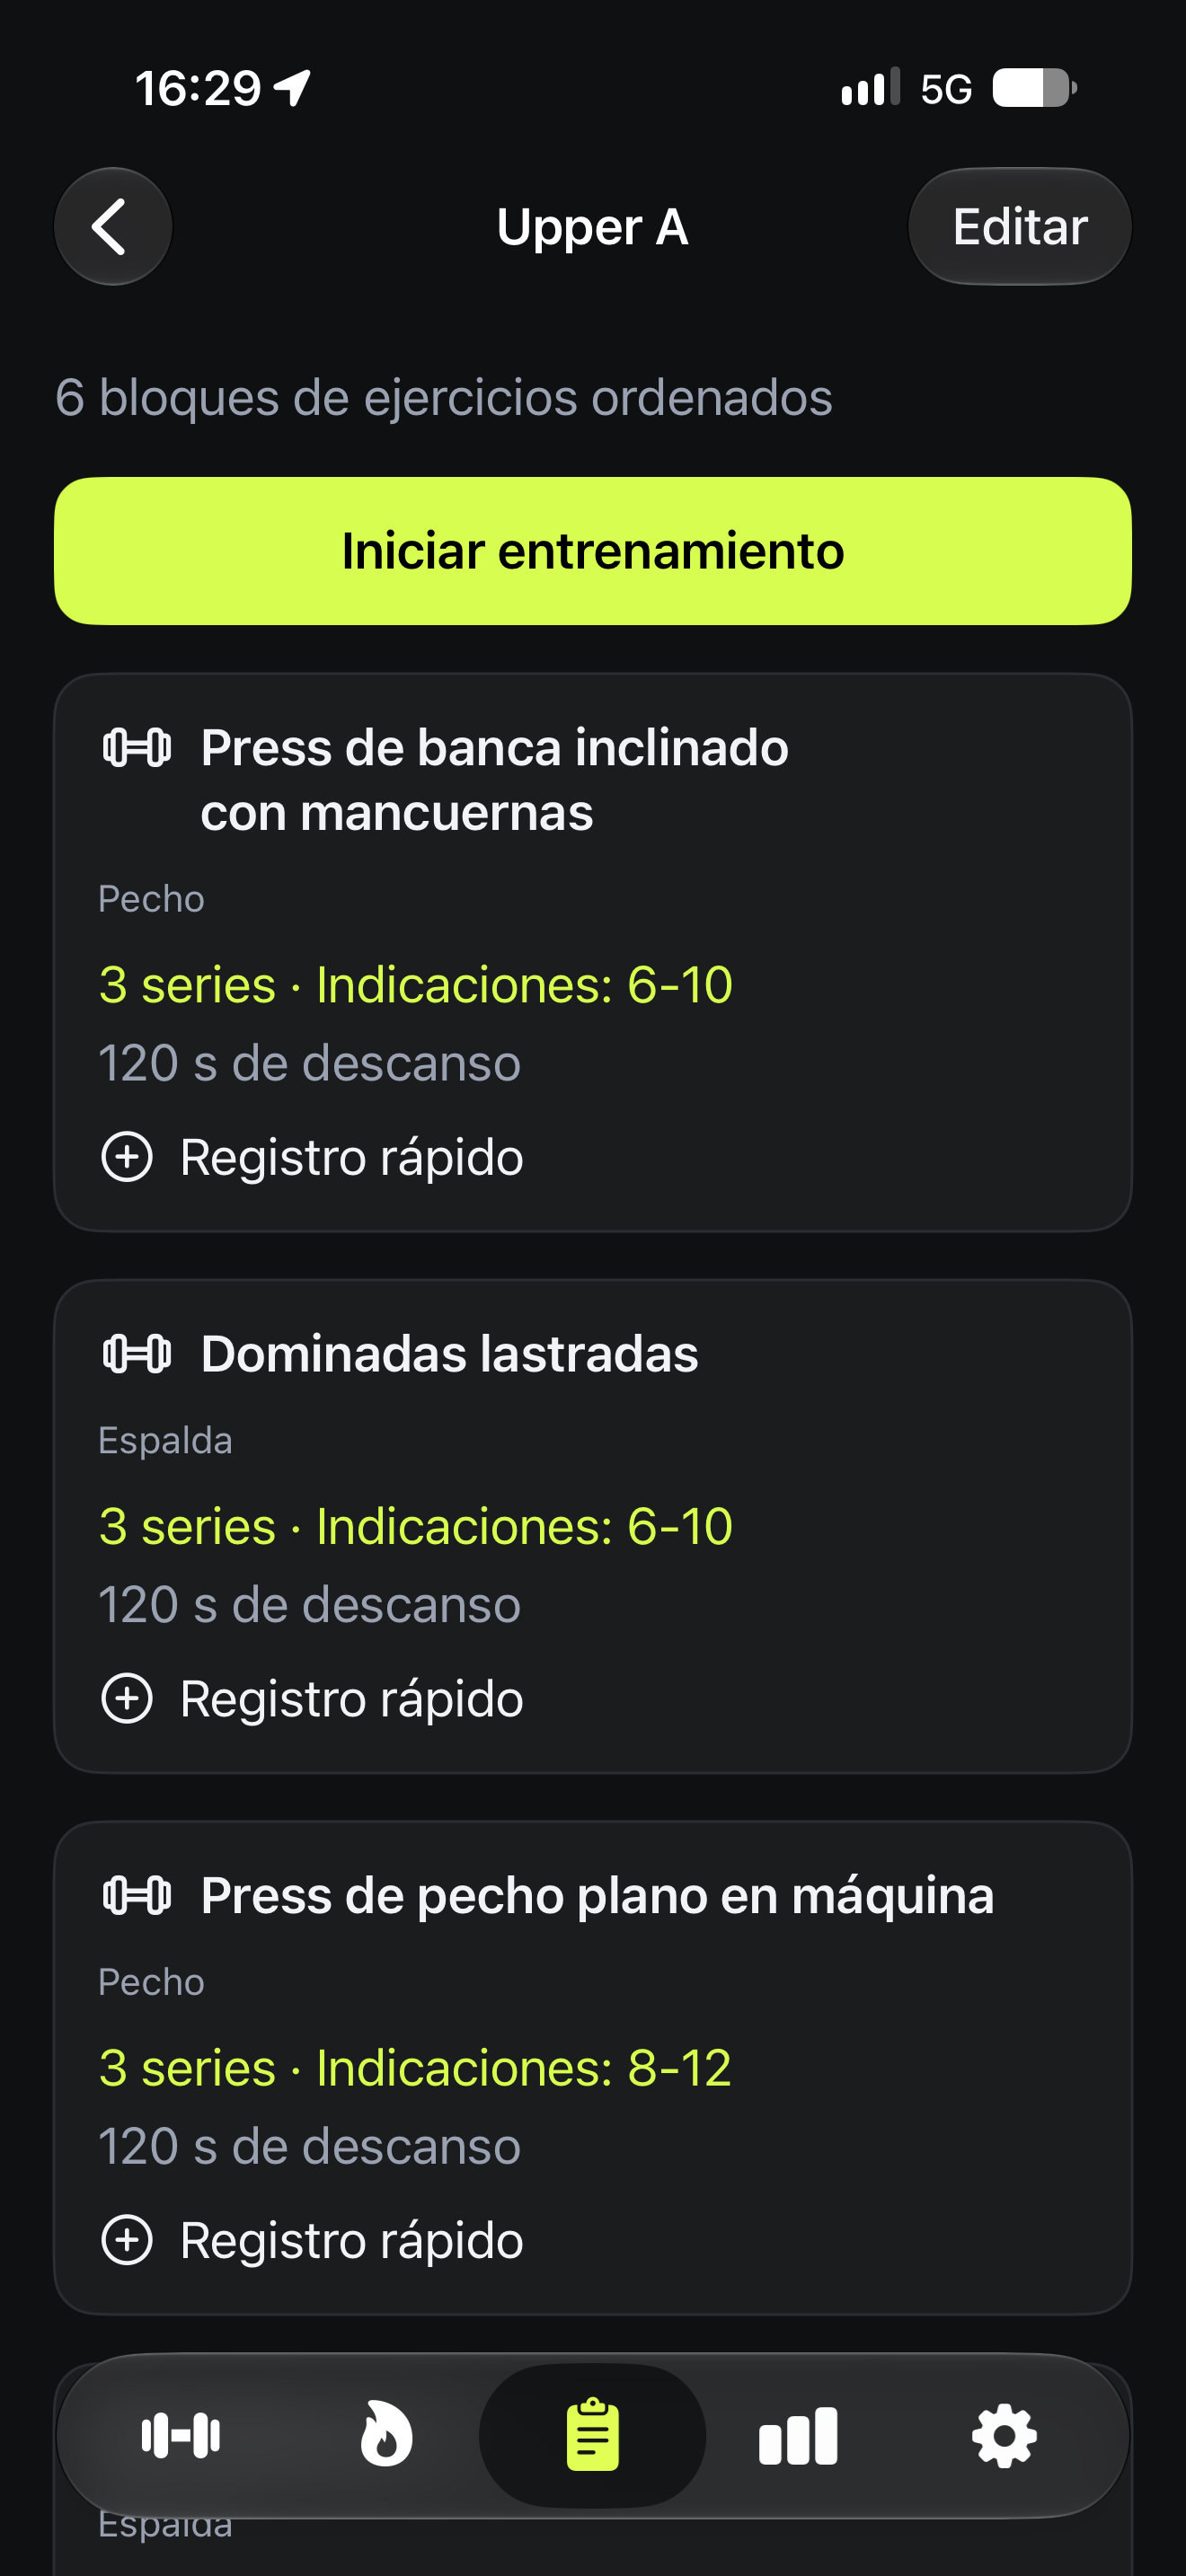 16:29
5G
Upper A
Editar
6 bloques de ejercicios ordenados
Iniciar entrenamiento
Press de banca inclinado
con mancuernas
Pecho
3 series · Indicaciones: 6-10
120 s de descanso
Registro rápido
Dominadas lastradas
Espalda
3 series · Indicaciones: 6-10
120 s de descanso
Registro rápido
Press de pecho plano en máquina
Pecho
3 series · Indicaciones: 8-12
120 s de descanso
Registro rápido
Espalda